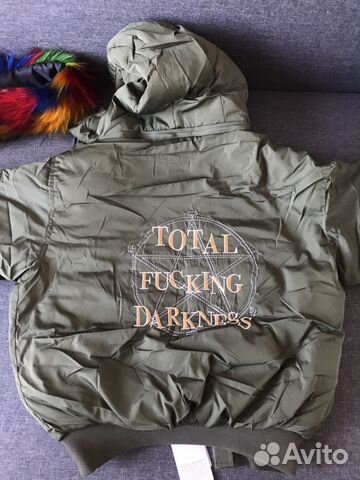 TOTAL
FUCKING
DARKNESS
Avito